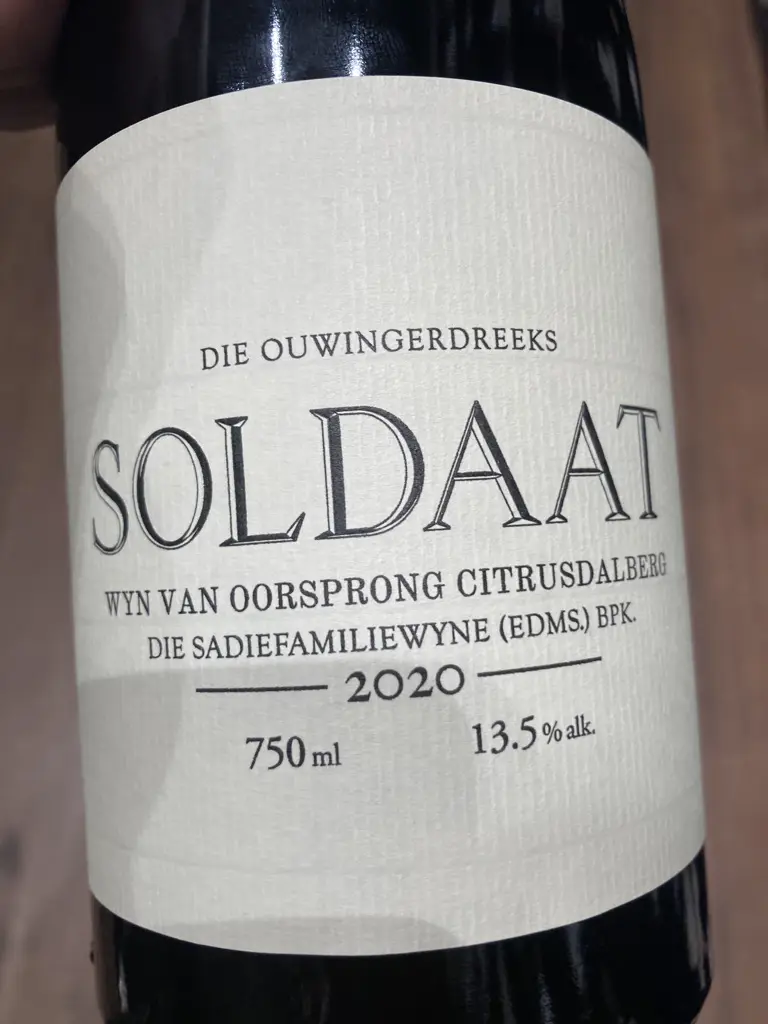 DIE OUWINGERDREEKS
SOLDAAT
WYN VAN OORSPRONG CITRUSDALBERG
DIE SADIEFAMILIEWYNE (EDMS.) BPK.
2020
750 ml 13.5 % alk.